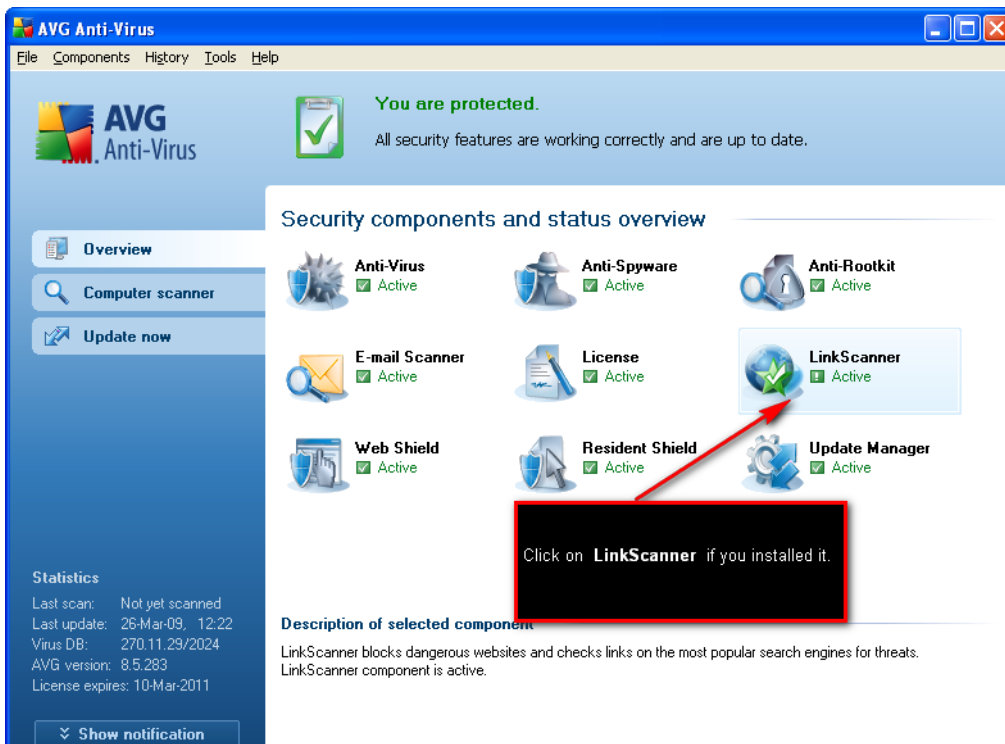 AVG Anti-Virus
File Components History Tools Help
AVG
Anti-Virus
You are protected.
All security features are working correctly and are up to date.
Overview
Computer scanner
Update now
Security components and status overview
Anti-Virus
Active
Anti-Spyware
Active
Anti-Rootkit
Active
E-mail Scanner
Active
License
Active
LinkScanner
Active
Web Shield
Active
Resident Shield
Active
Update Manager
Active
Click on LinkScanner if you installed it.
Description of selected component
LinkScanner blocks dangerous websites and checks links on the most popular search engines for threats.
LinkScanner component is active.
Statistics
Last scan: Not yet scanned
Last update: 26-Mar-09, 12:22
Virus DB: 270.11.29/2024
AVG version: 8.5.283
License expires: 10-Mar-2011
Show notification